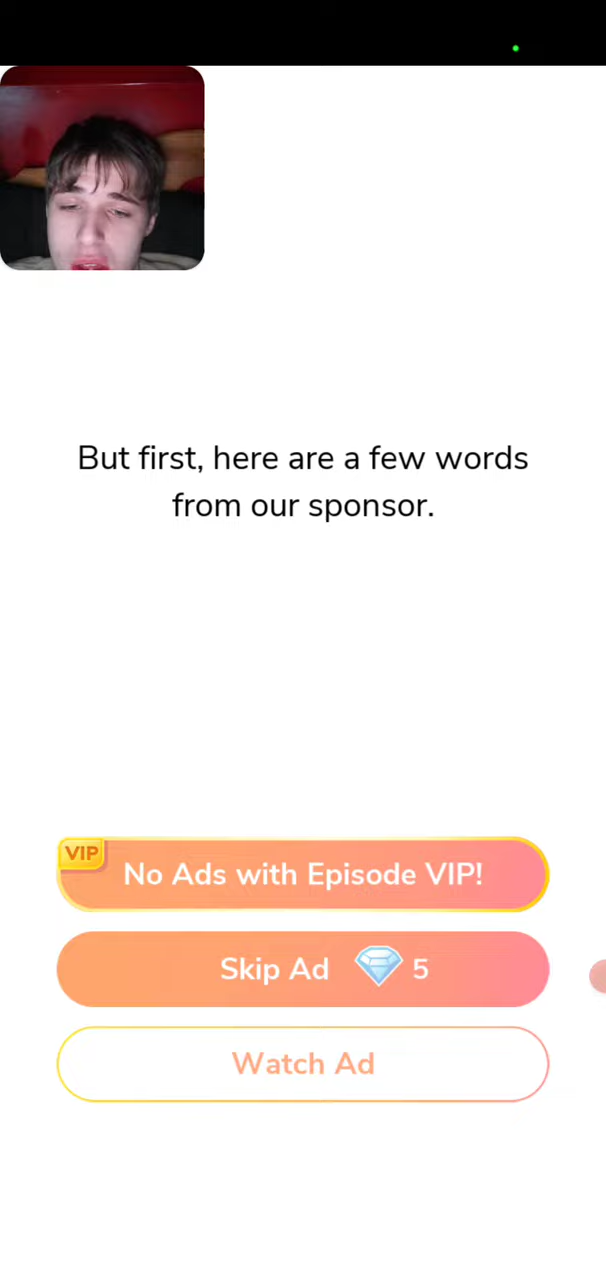 But first, here are a few words
from our sponsor.
VIP
No Ads with Episode VIP!
Skip Ad 5
Watch Ad